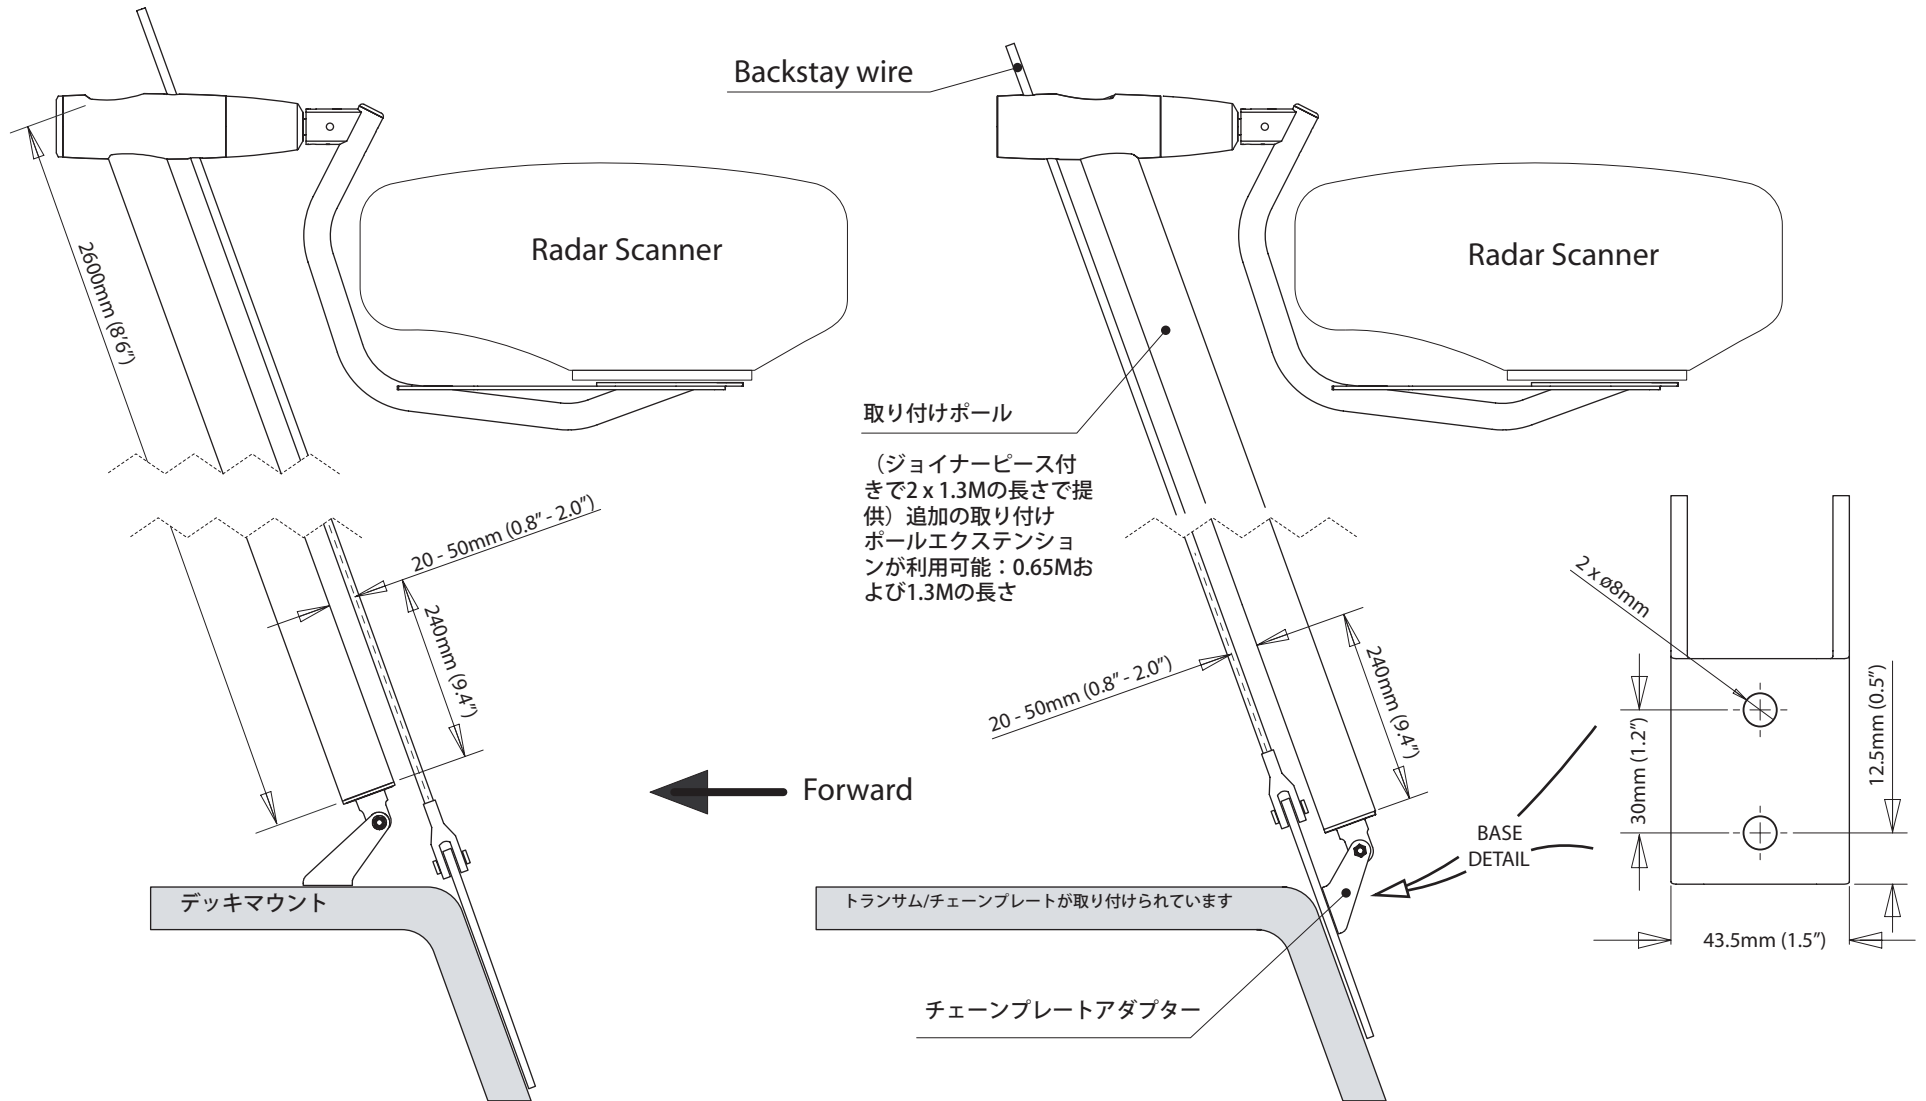 Backstay wire
Radar Scanner
Radar Scanner
2600mm (8'6")
取り付けポール
（ジョイナーピース付
きで2 x 1.3Mの長さで提
供）追加の取り付け
ポールエクステンショ
ンが利用可能：0.65Mお
よび1.3Mの長さ
20 - 50mm (0.8" - 2.0")
240mm (9.4")
20 - 50mm (0.8" - 2.0")
240mm (9.4")
2 x ø8mm
30mm (1.2")
12.5mm (0.5")
43.5mm (1.5")
Forward
BASE
DETAIL
デッキマウント
トランサム/チェーンプレートが取り付けられています
チェーンプレートアダプター